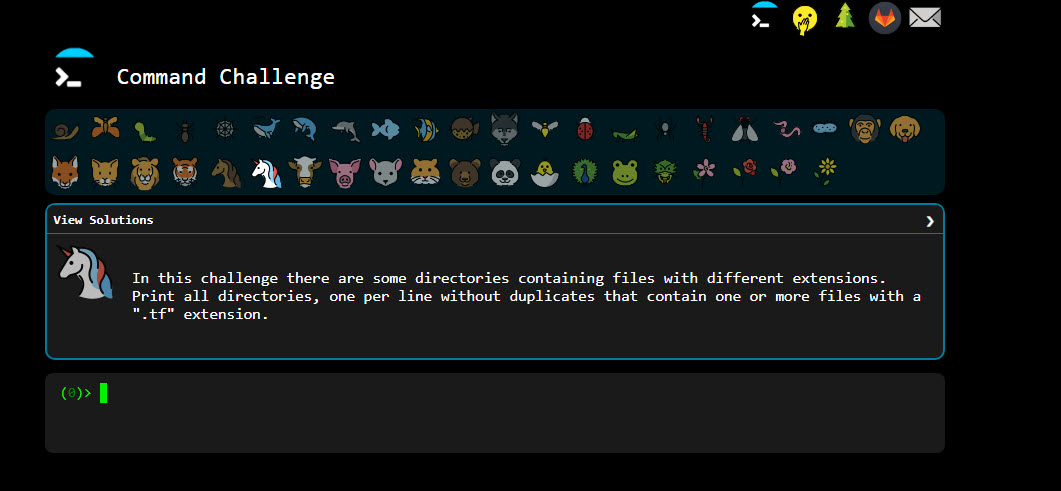 Command Challenge
View Solutions
In this challenge there are some directories containing files with different extensions.
Print all directories, one per line without duplicates that contain one or more files with a
".tf" extension.
(0)>